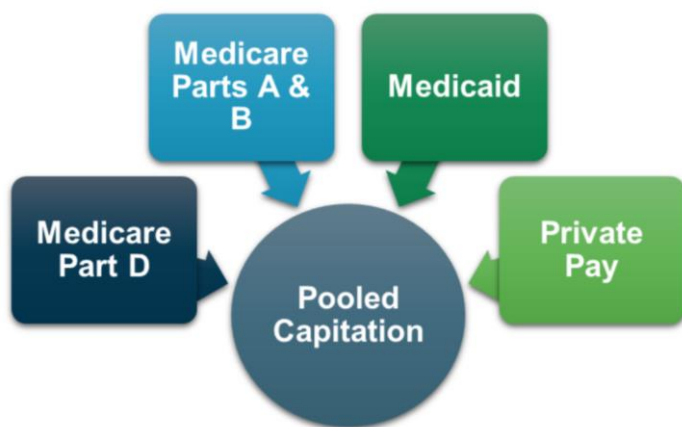 Medicare
Parts A &
B
Medicaid
Medicare
Part D
Private
Pay
Pooled
Capitation